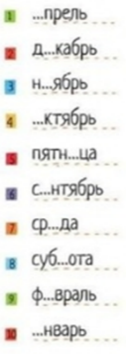 1 ...прель
2 д...кабрь
3 н...ябрь
4 ...ктябрь
5 пятн...ца
6 с...нтябрь
7 ср...да
8 суб...ота
9 ф...враль
10 ...нварь